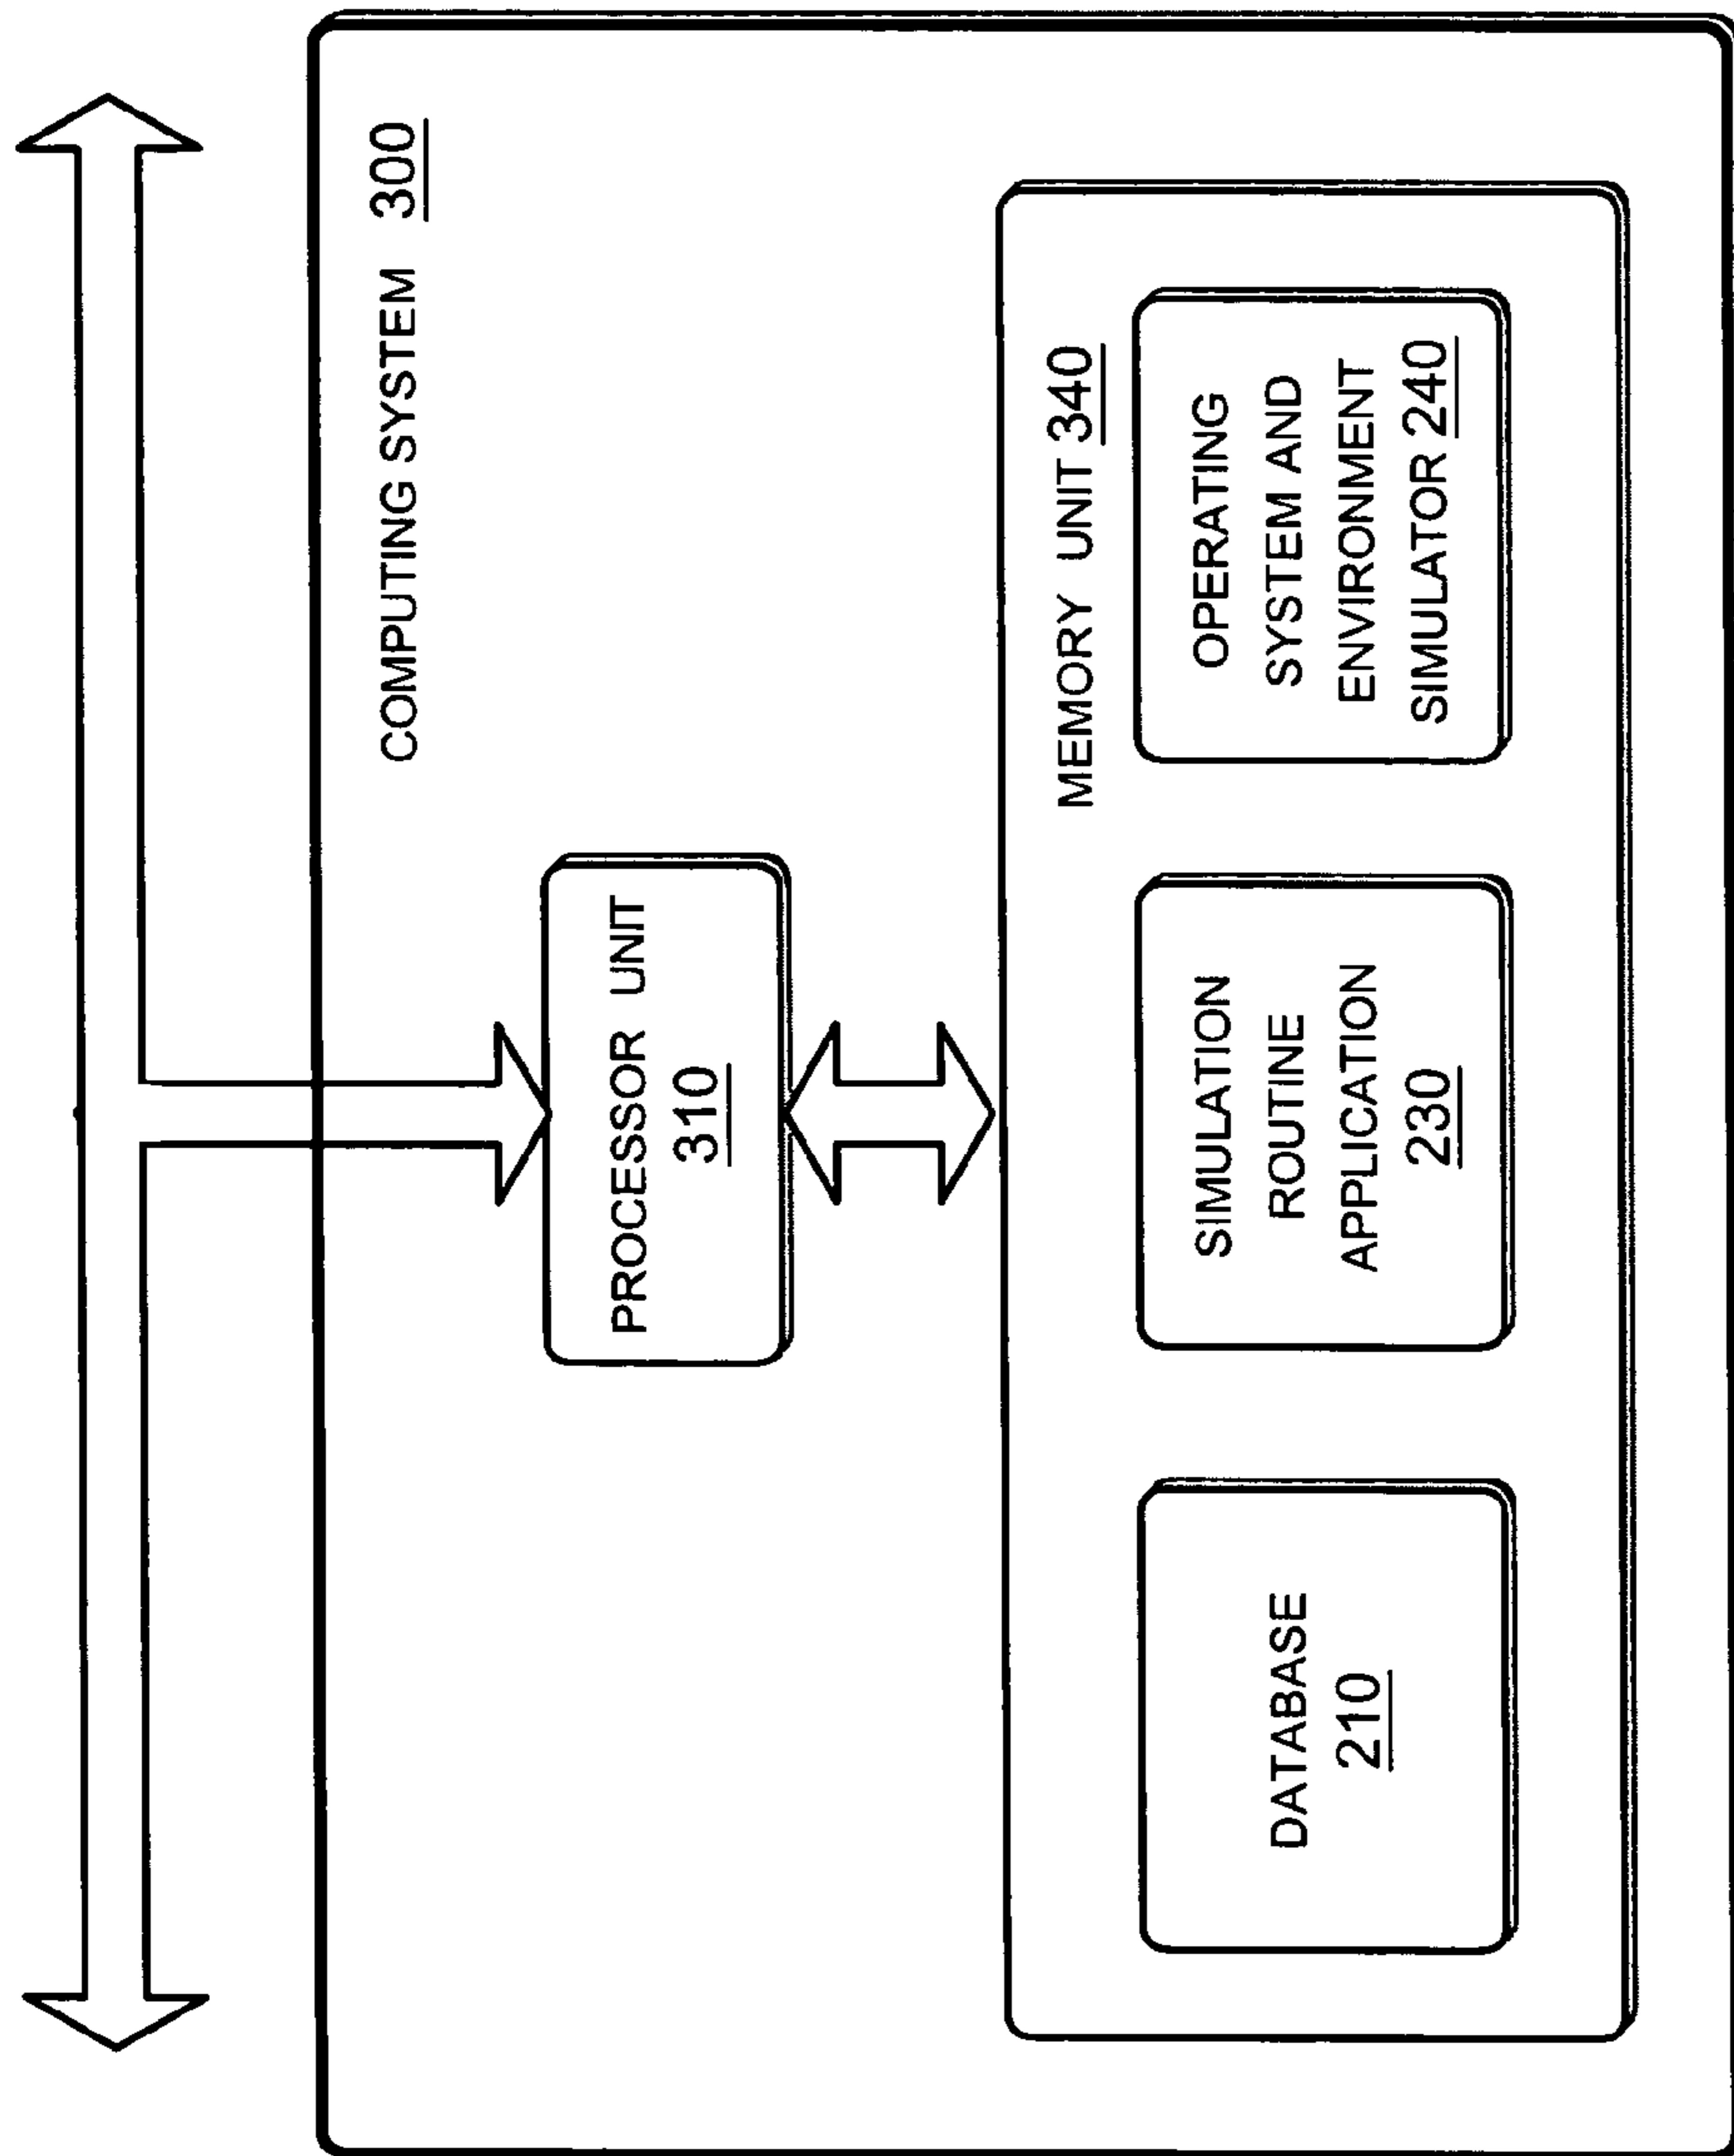 COMPUTING SYSTEM 300
PROCESSOR UNIT
310
MEMORY UNIT 340
DATABASE
210
SIMULATION
ROUTINE
APPLICATION
230
OPERATING
SYSTEM AND
ENVIRONMENT
SIMULATOR 240